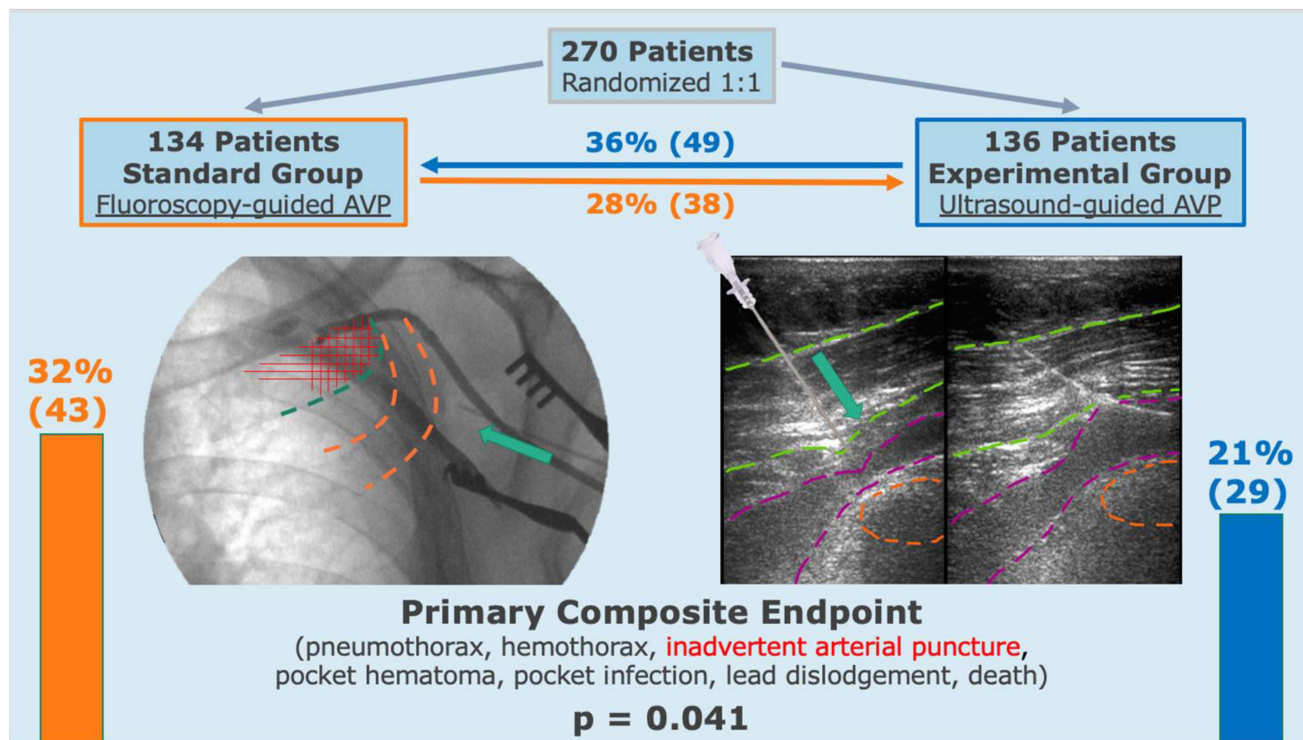 270 Patients
Randomized 1:1
134 Patients
Standard Group
Fluoroscopy-guided AVP
36% (49)
28% (38)
136 Patients
Experimental Group
Ultrasound-guided AVP
32%
(43)
21%
(29)
Primary Composite Endpoint
(pneumothorax, hemothorax, inadvertent arterial puncture,
pocket hematoma, pocket infection, lead dislodgement, death)
p = 0.041